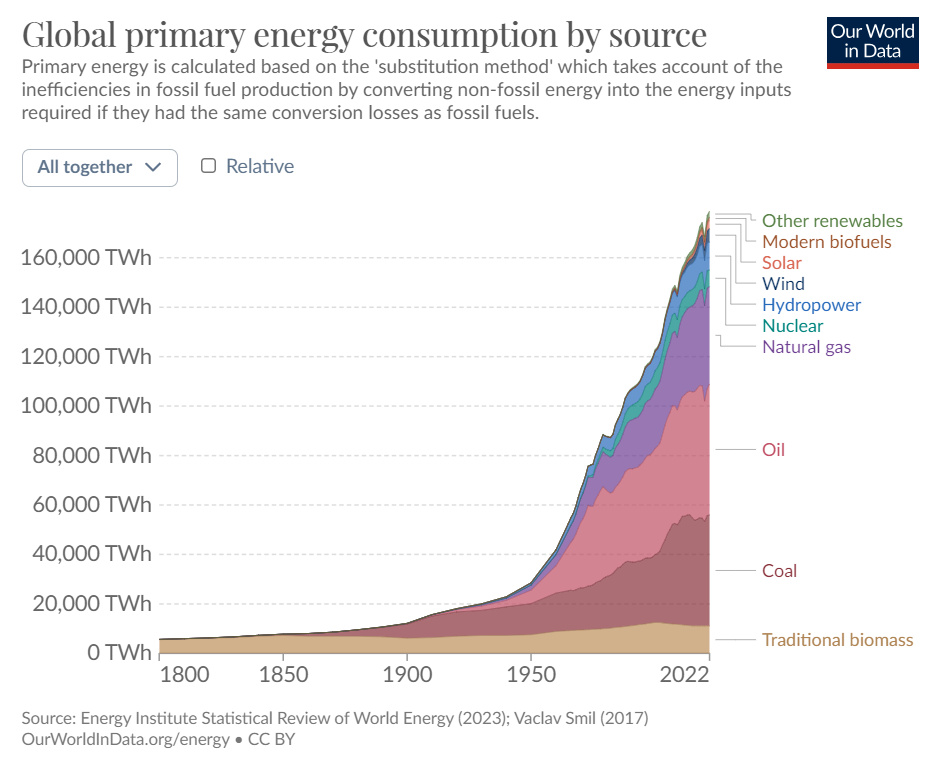 Global primary energy consumption by source
Our World
in Data
Primary energy is calculated based on the 'substitution method' which takes account of the
inefficiencies in fossil fuel production by converting non-fossil energy into the energy inputs
required if they had the same conversion losses as fossil fuels.
All together
Relative
Other renewables
Modern biofuels
160,000 TWh
Solar
Wind
140,000 TWh
Hydropower
Nuclear
Natural gas
120,000 TWh
100,000 TWh
Oil
80,000 TWh
60,000 TWh
40,000 TWh
Coal
20,000 TWh
Traditional biomass
0 TWh
1800 1850 1900 1950 2022
Source: Energy Institute Statistical Review of World Energy (2023); Vaclav Smil (2017)
OurWorldInData.org/energy • CC BY